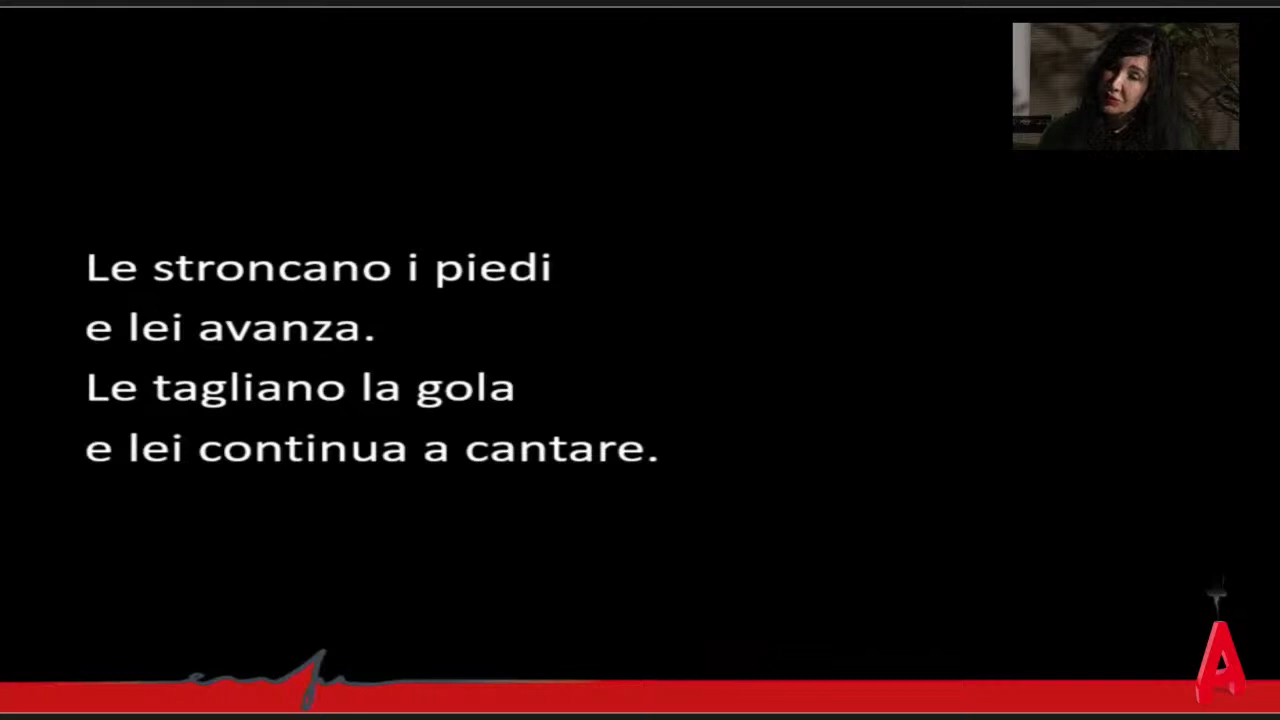 Le stroncano i piedi
e lei avanza.
Le tagliano la gola
e lei continua a cantare.
A